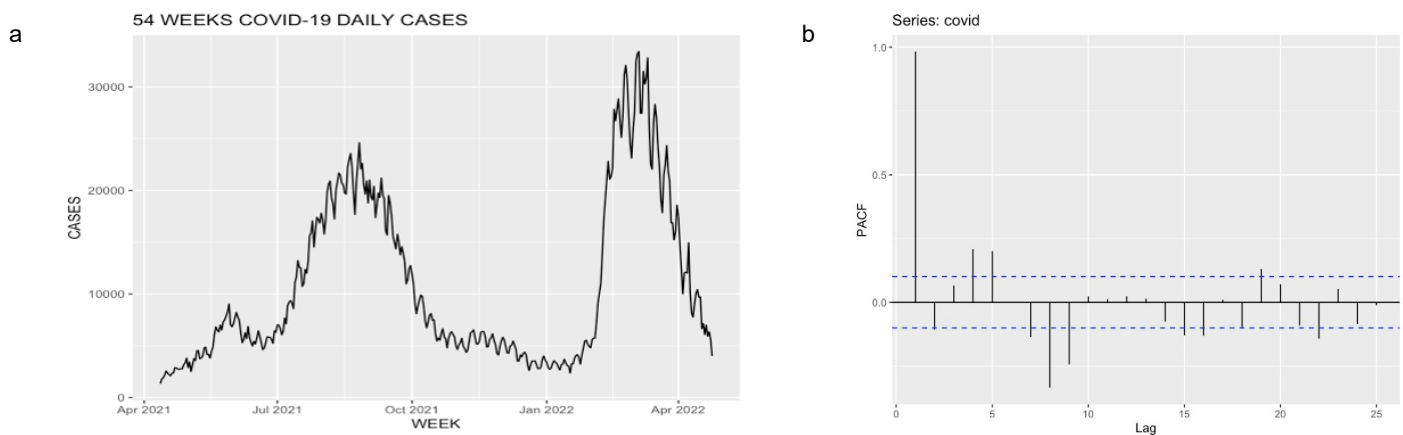 a
54 WEEKS COVID-19 DAILY CASES
CASES
30000
20000
10000
0
Apr 2021 Jul 2021 Oct 2021 Jan 2022 Apr 2022
WEEK
b
Series: covid
PACF
1.0
0.5
0.0
0 5 10 15 20 25
Lag